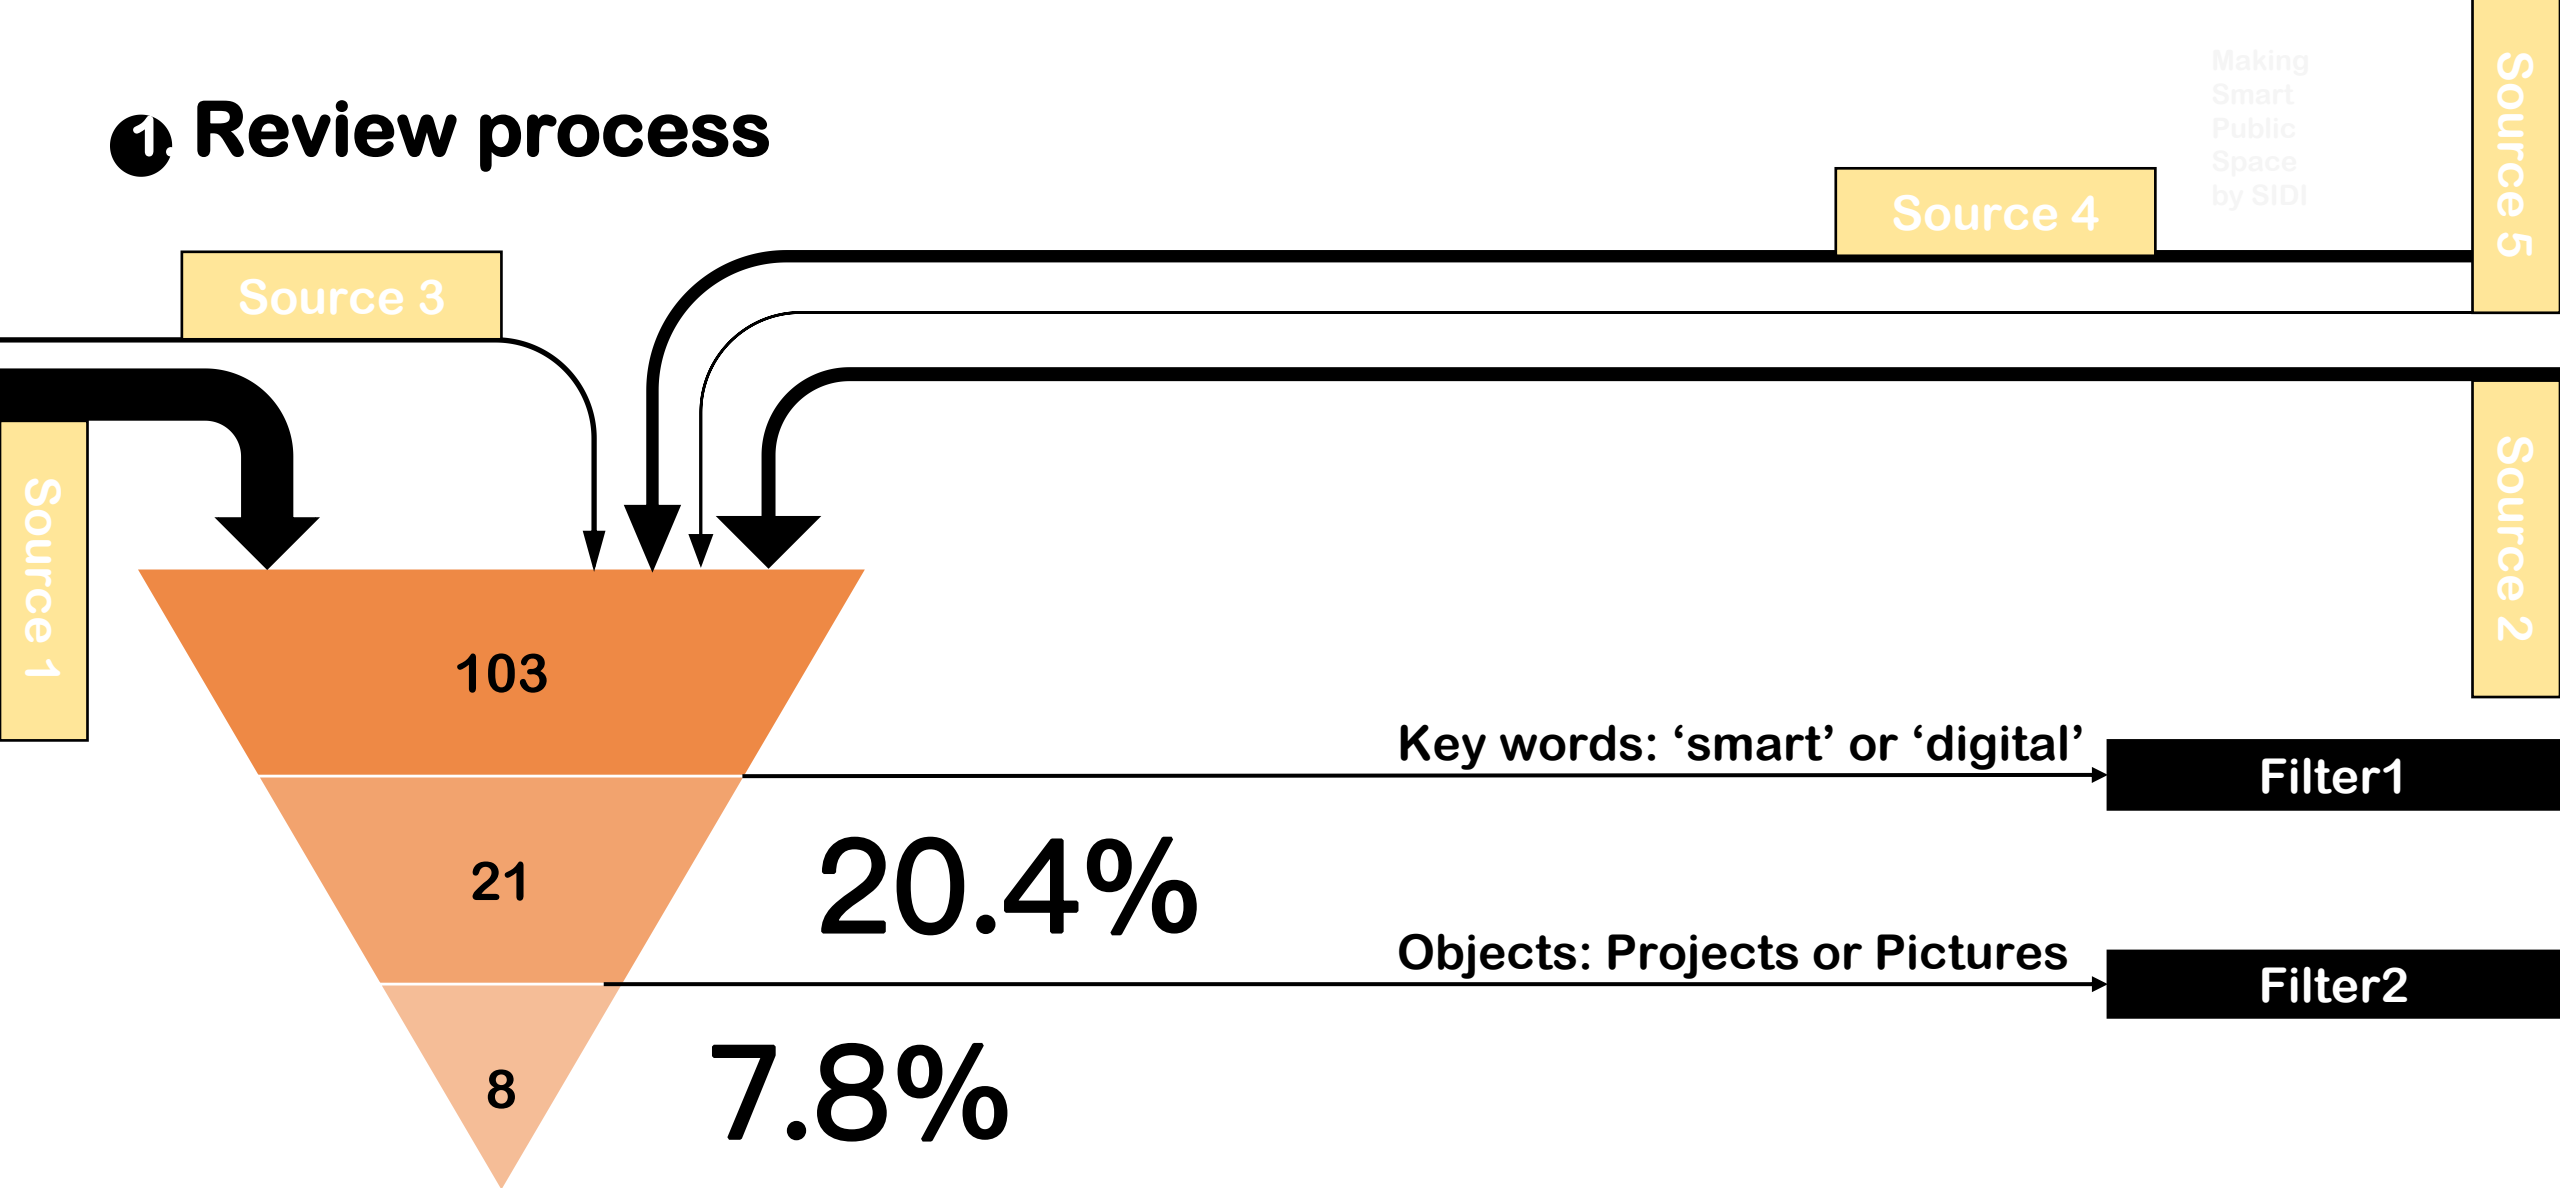 1. Review process
Making
Smart
Public
Space
by SIDI
Source 5
Source 4
Source 3
Source 1
Source 2
103
Key words: ‘smart’ or ‘digital’
Filter1
21
20.4%
Objects: Projects or Pictures
Filter2
8
7.8%